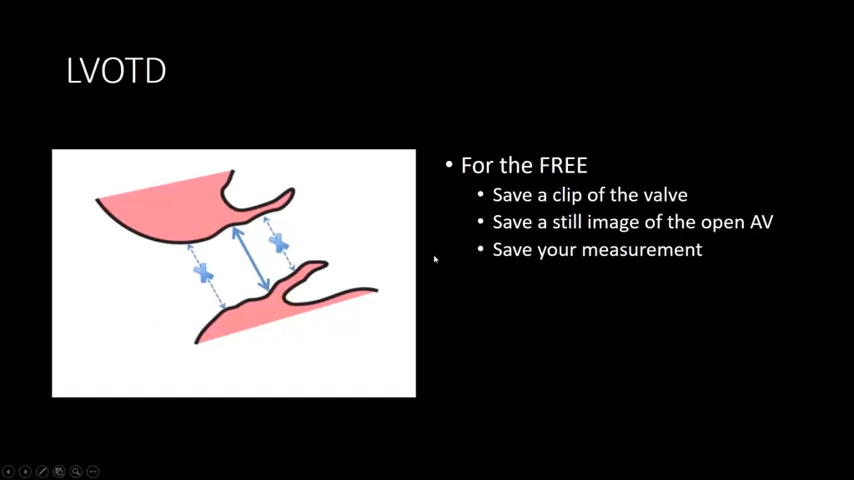 LVOTD
• For the FREE
• Save a clip of the valve
• Save a still image of the open AV
• Save your measurement